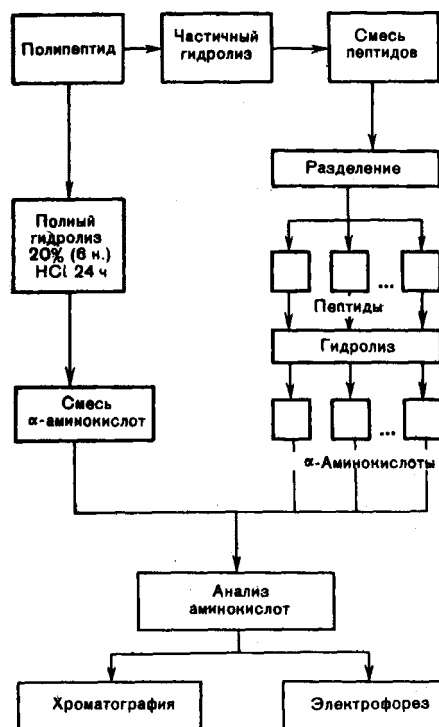 Полипептид
Частичный
гидролиз
Смесь
пептидов
Разделение
Полный
гидролиз
20% (6 н.)
HCl 24 ч
...
Пептиды
Гидролиз
Смесь
α-аминокислот
...
α-Аминокислоты
Анализ
аминокислот
Хроматография
Электрофорез